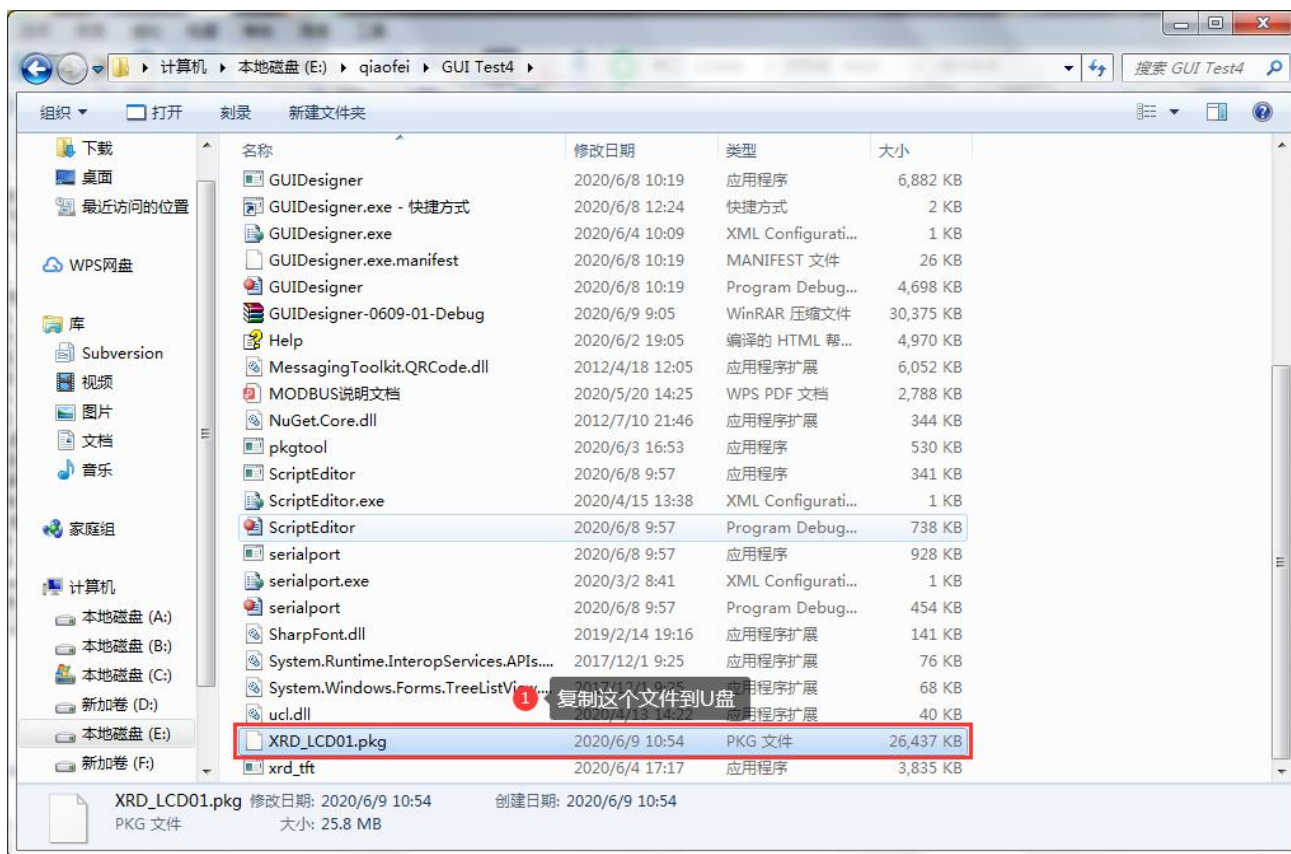 计算机 ▸ 本地磁盘 (E:) ▸ qiaofei ▸ GUI Test4 ▸
搜索 GUI Test4
组织 打开 刻录 新建文件夹
下载
桌面
最近访问的位置
WPS网盘
库
Subversion
视频
图片
文档
音乐
家庭组
计算机
本地磁盘 (A:)
本地磁盘 (B:)
本地磁盘 (C:)
新加卷 (D:)
本地磁盘 (E:)
新加卷 (F:)
名称 修改日期 类型 大小
GUIDesigner 2020/6/8 10:19 应用程序 6,882 KB
GUIDesigner.exe - 快捷方式 2020/6/8 12:24 快捷方式 2 KB
GUIDesigner.exe 2020/6/4 10:09 XML Configurati... 1 KB
GUIDesigner.exe.manifest 2020/6/8 10:19 MANIFEST 文件 26 KB
GUIDesigner 2020/6/8 10:19 Program Debug... 4,698 KB
GUIDesigner-0609-01-Debug 2020/6/9 9:05 WinRAR 压缩文件 30,375 KB
Help 2020/6/2 19:05 编译的 HTML 帮... 4,970 KB
MessagingToolkit.QRCode.dll 2012/4/18 12:05 应用程序扩展 6,052 KB
MODBUS说明文档 2020/5/20 14:25 WPS PDF 文档 2,788 KB
NuGet.Core.dll 2012/7/10 21:46 应用程序扩展 344 KB
pkgtool 2020/6/3 16:53 应用程序 530 KB
ScriptEditor 2020/6/8 9:57 应用程序 341 KB
ScriptEditor.exe 2020/4/15 13:38 XML Configurati... 1 KB
ScriptEditor 2020/6/8 9:57 Program Debug... 738 KB
serialport 2020/6/8 9:57 应用程序 928 KB
serialport.exe 2020/3/2 8:41 XML Configurati... 1 KB
serialport 2020/6/8 9:57 Program Debug... 454 KB
SharpFont.dll 2019/2/14 19:16 应用程序扩展 141 KB
System.Runtime.InteropServices.APIs.... 2017/12/1 9:25 应用程序扩展 76 KB
System.Windows.Forms.TreeListView.... 2017/12/1 9:25 应用程序扩展 68 KB
1 复制这个文件到U盘
ucl.dll 2020/4/13 14:22 应用程序扩展 40 KB
XRD_LCD01.pkg 2020/6/9 10:54 PKG 文件 26,437 KB
xrd_tft 2020/6/4 17:17 应用程序 3,835 KB
XRD_LCD01.pkg 修改日期: 2020/6/9 10:54 创建日期: 2020/6/9 10:54
PKG 文件 大小: 25.8 MB